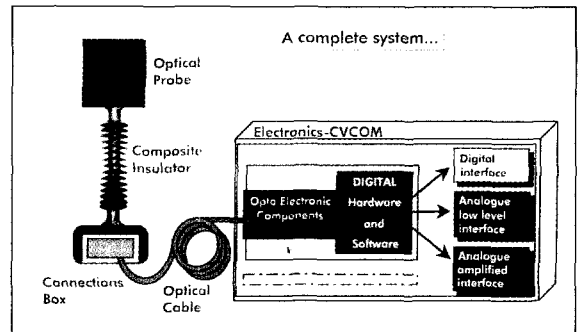 A complete system...
Optical
Probe
Composite
Insulator
Connections
Box
Optical
Cable
Electronics-CVCOM
Opto Electronic
Components
DIGITAL
Hardware
and
Software
Digital
interface
Analogue
low level
interface
Analogue
amplified
interface